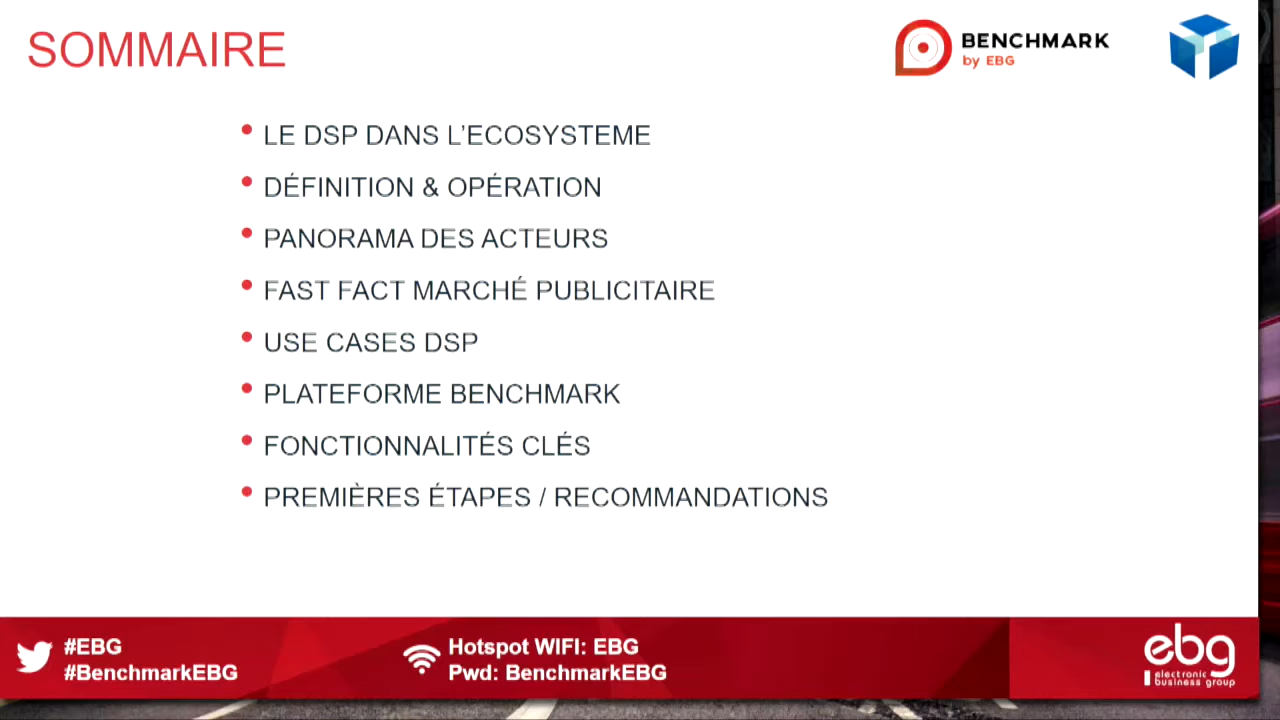 SOMMAIRE
BENCHMARK
by EBG
• LE DSP DANS L'ECOSYSTEME
• DÉFINITION & OPÉRATION
• PANORAMA DES ACTEURS
• FAST FACT MARCHÉ PUBLICITAIRE
• USE CASES DSP
• PLATEFORME BENCHMARK
• FONCTIONNALITÉS CLÉS
• PREMIÈRES ÉTAPES / RECOMMANDATIONS
#EBG
#BenchmarkEBG
Hotspot WIFI: EBG
Pwd: BenchmarkEBG
ebg
electronic
business group